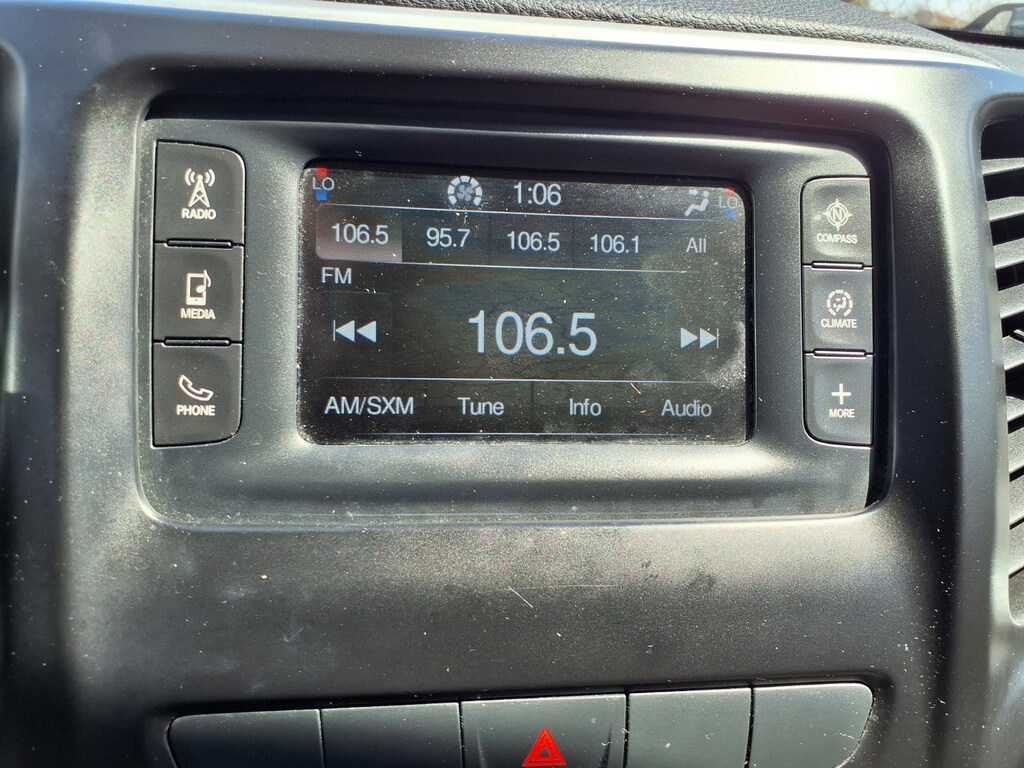 RADIO
MEDIA
PHONE
LO 1:06 LO
106.5 95.7 106.5 106.1 All
FM
106.5
AM/SXM Tune Info Audio
N
COMPASS
CLIMATE
MORE